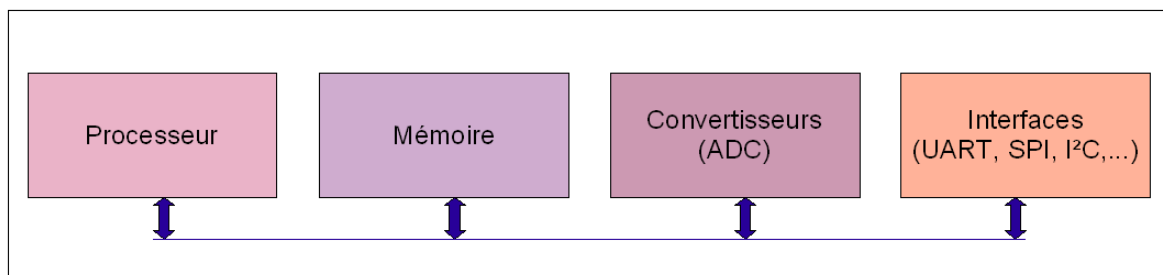 Processeur
Mémoire
Convertisseurs
(ADC)
Interfaces
(UART, SPI, I²C,...)